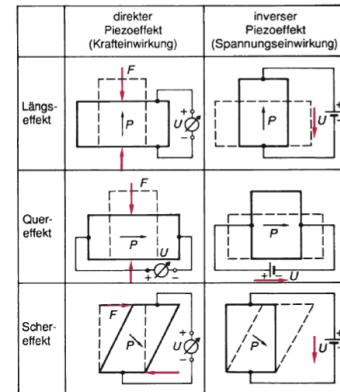 direkter
Piezoeffekt
(Krafteinwirkung)
inverser
Piezoeffekt
(Spannungseinwirkung)
Längs-
effekt
F
P
+
U
−
P
U
+
−
Quer-
effekt
F
P
U
+
−
P
+
−
U
Scher-
effekt
F
P
+
U
−
P
U
+
−